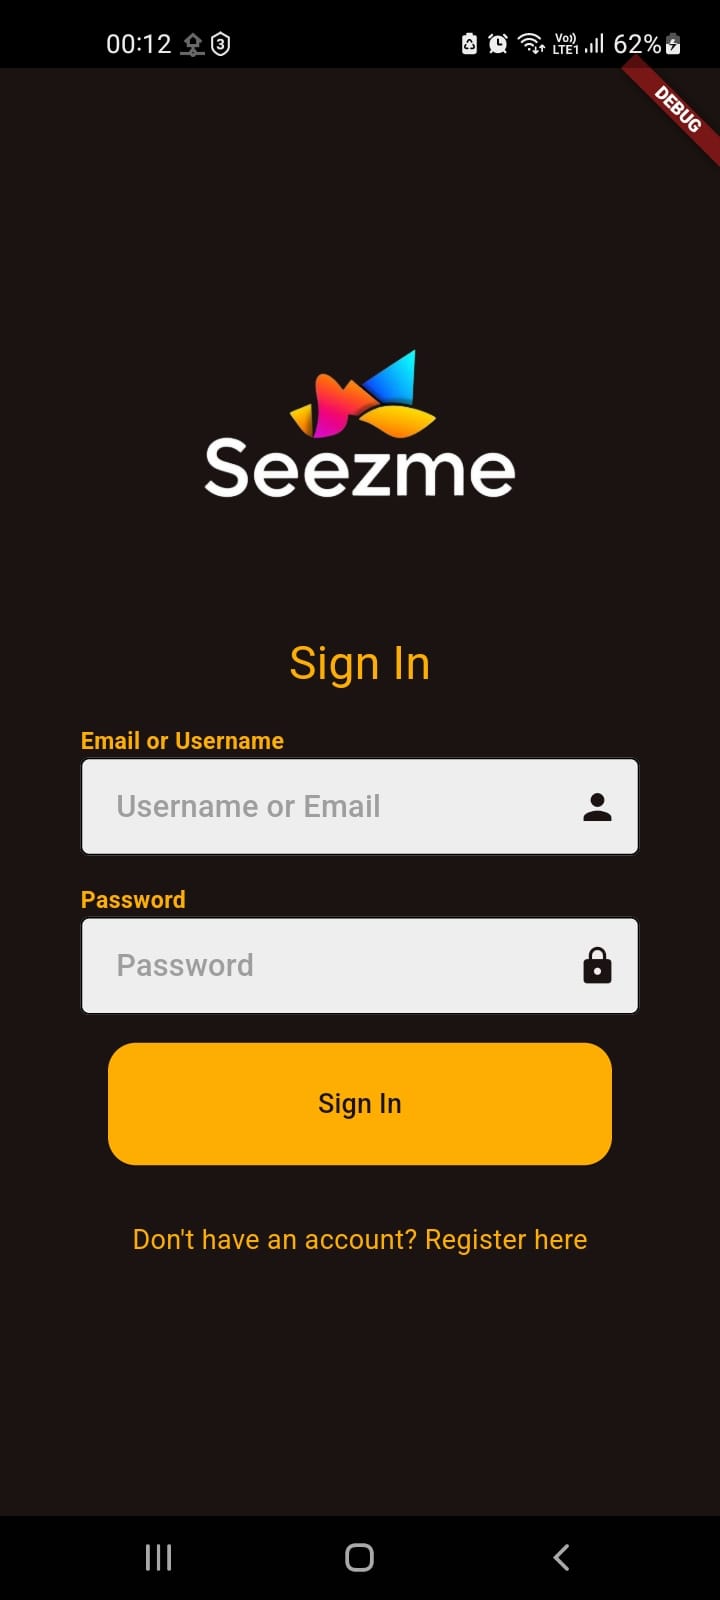 00:12
3
Vo))
LTE1
62%
DEBUG
Seezme
Sign In
Email or Username
Username or Email
Password
Password
Sign In
Don't have an account? Register here